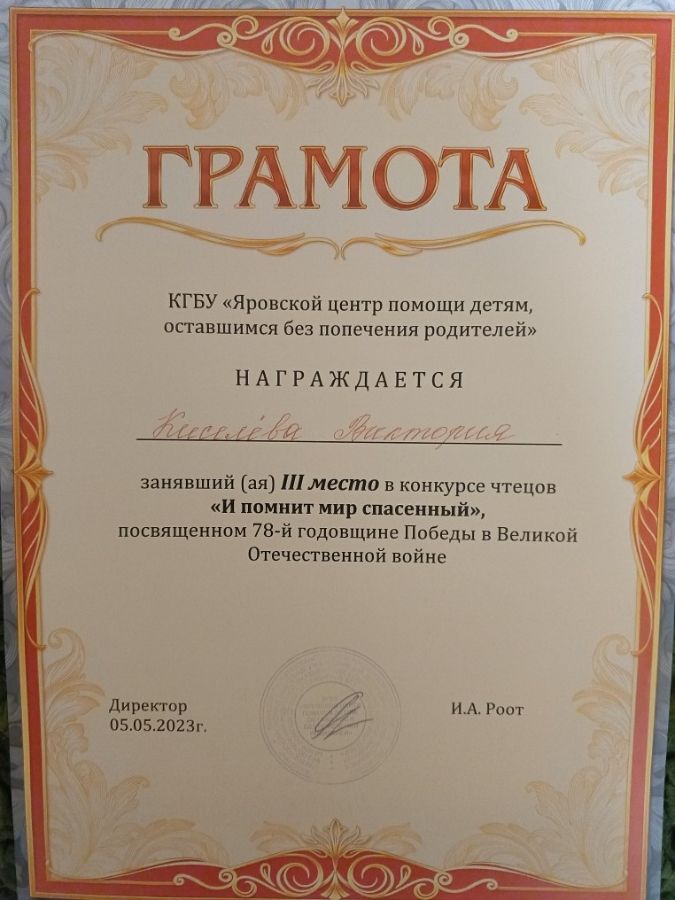 ГРАМОТА
КГБУ «Яровской центр помощи детям,
оставшимся без попечения родителей»
НАГРАЖДАЕТСЯ
Киселёва Виктория
занявший (ая) III место в конкурсе чтецов
«И помнит мир спасенный»,
посвященном 78-й годовщине Победы в Великой
Отечественной войне
Директор
05.05.2023г.
И.А. Роот